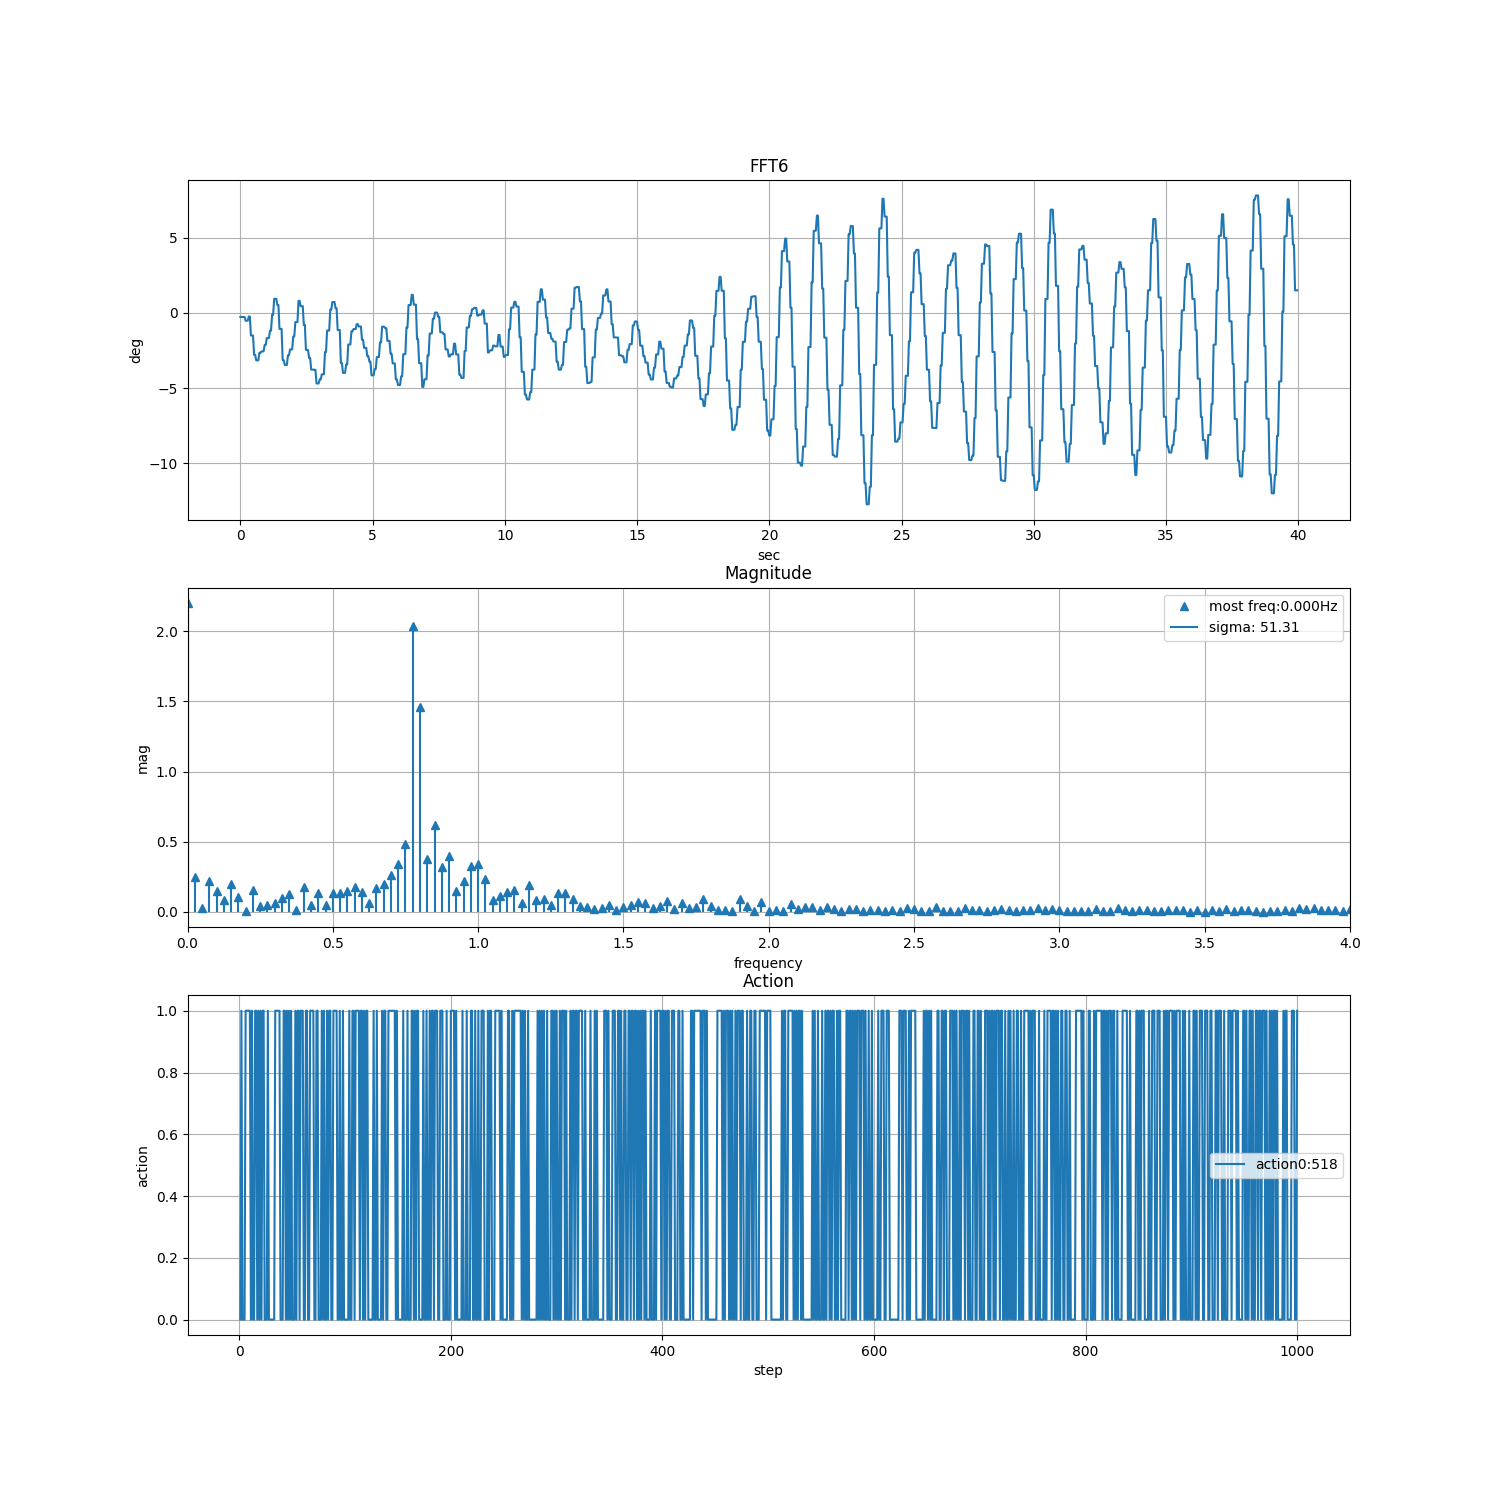 FFT6
deg
5
0
−5
−10
0 5 10 15 20 25 30 35 40
sec
Magnitude
mag
2.0
1.5
1.0
0.5
0.0
most freq:0.000Hz
sigma: 51.31
0.0 0.5 1.0 1.5 2.0 2.5 3.0 3.5 4.0
frequency
Action
action
1.0
0.8
0.6
0.4
0.2
0.0
action0:518
0 200 400 600 800 1000
step